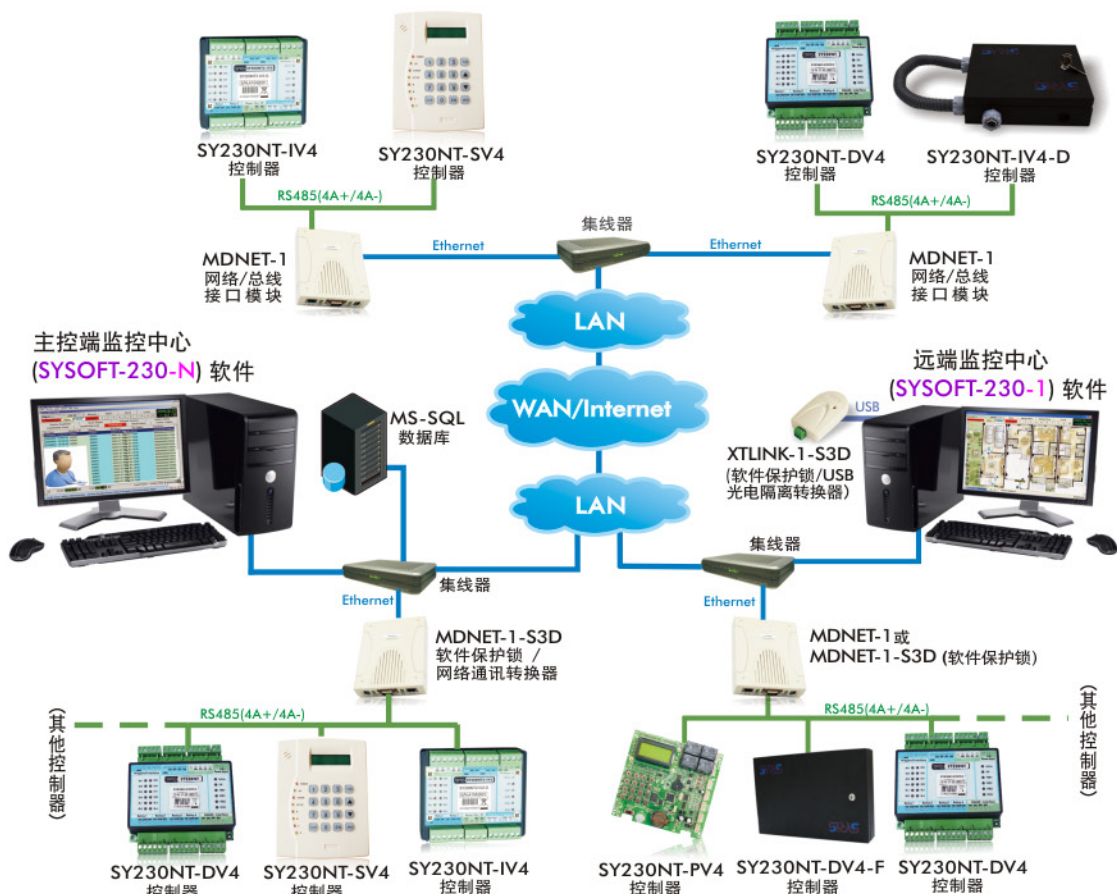 SY230NT-IV4
控制器
SY230NT-SV4
控制器
SY230NT-DV4
控制器
SY230NT-IV4-D
控制器
RS485(4A+/4A-)
RS485(4A+/4A-)
集线器
Ethernet
Ethernet
MDNET-1
网络/总线
接口模块
MDNET-1
网络/总线
接口模块
LAN
主控端监控中心
(SYSOFT-230-N) 软件
远端监控中心
(SYSOFT-230-1) 软件
WAN/Internet
MS-SQL
数据库
USB
XTLINK-1-S3D
(软件保护锁/USB
光电隔离转换器)
LAN
集线器
集线器
Ethernet
Ethernet
MDNET-1-S3D
软件保护锁 /
网络通讯转换器
MDNET-1或
MDNET-1-S3D (软件保护锁)
(其他控制器)
RS485(4A+/4A-)
RS485(4A+/4A-)
(其他控制器)
SY230NT-DV4
控制器
SY230NT-SV4
控制器
SY230NT-IV4
控制器
SY230NT-PV4
控制器
SY230NT-DV4-F
控制器
SY230NT-DV4
控制器